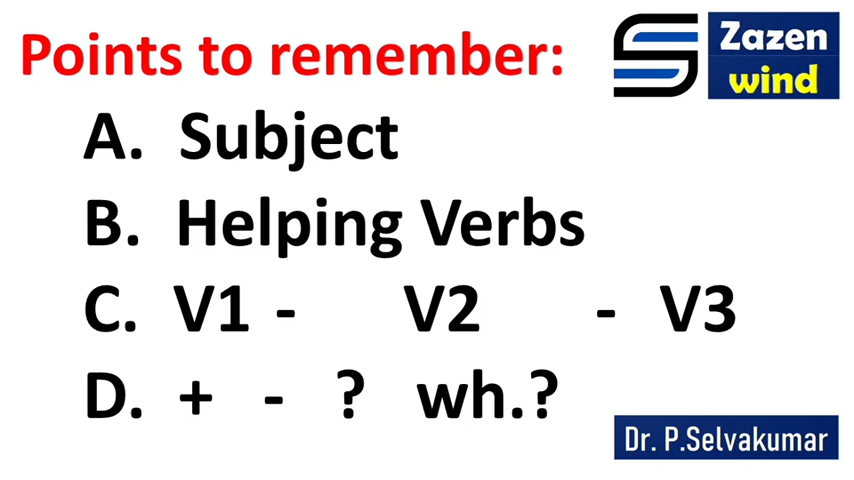 Points to remember:
Zazen
wind
A. Subject
B. Helping Verbs
C. V1 - V2 - V3
D. + - ? wh.?
Dr. P.Selvakumar